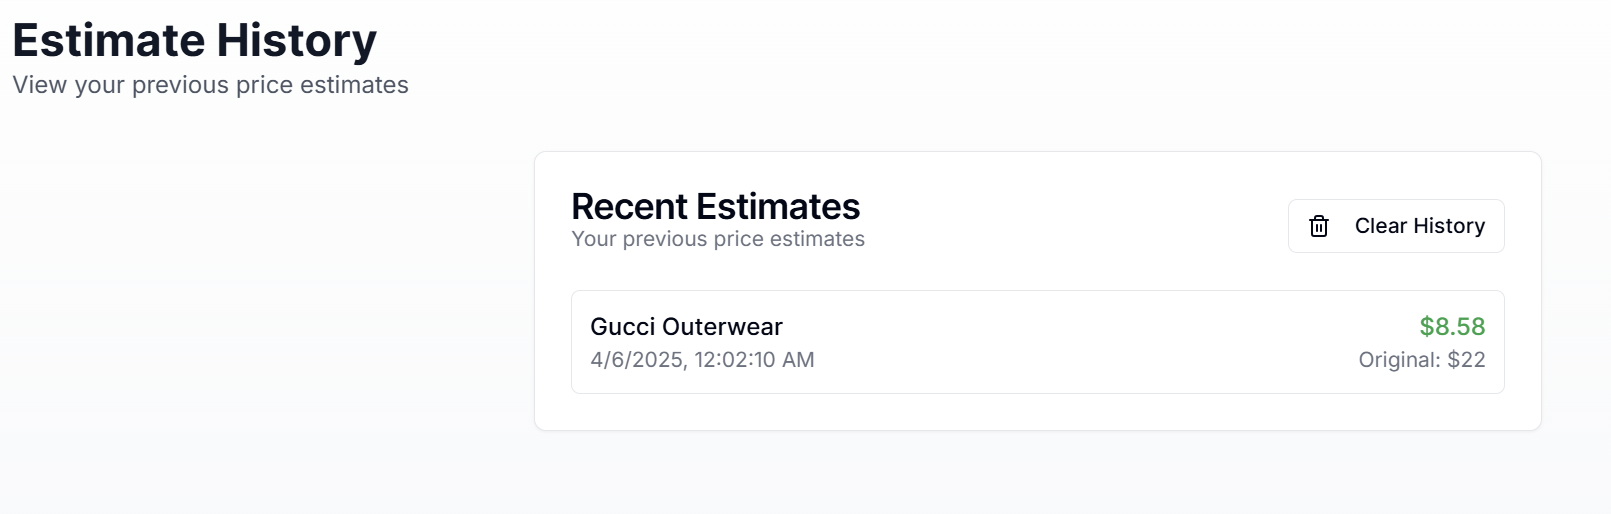 Estimate History
View your previous price estimates
Recent Estimates
Your previous price estimates
Clear History
Gucci Outerwear
$8.58
4/6/2025, 12:02:10 AM
Original: $22